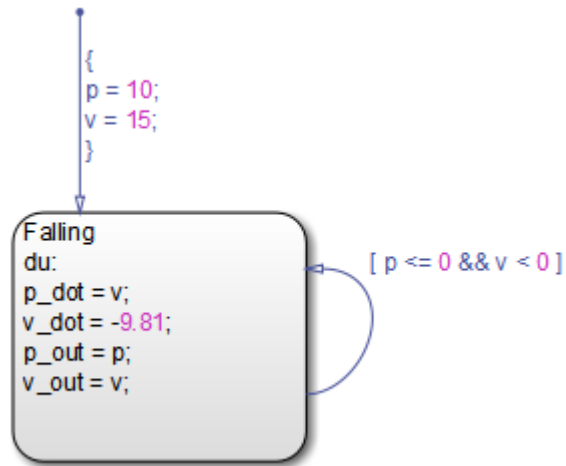 {
p = 10;
v = 15;
}
Falling
du:
p_dot = v;
v_dot = -9.81;
p_out = p;
v_out = v;
[ p <= 0 && v < 0 ]